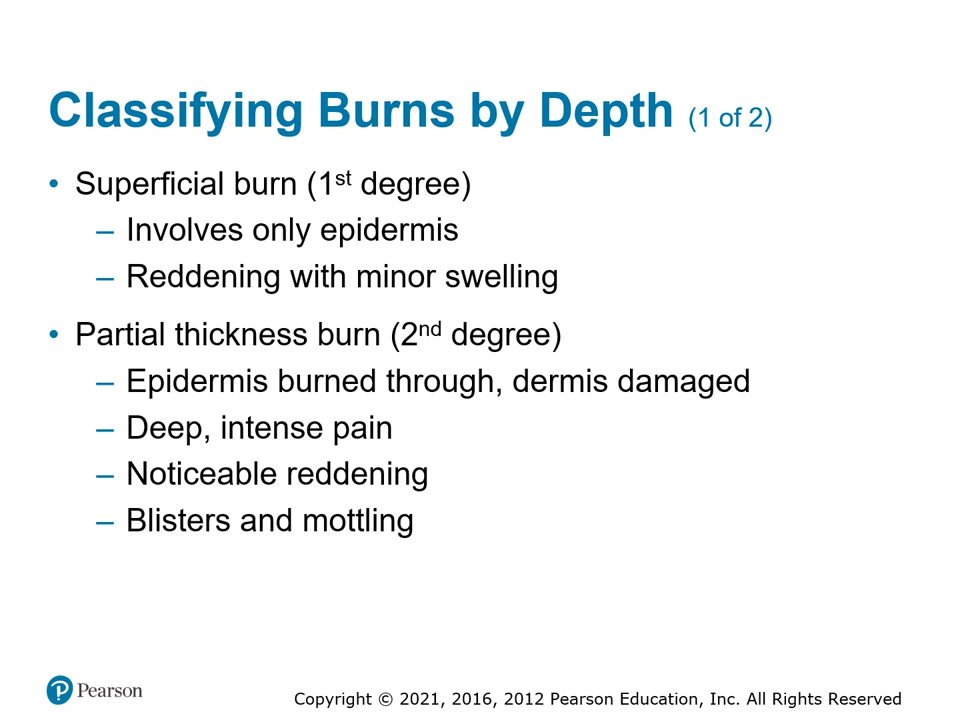 Classifying Burns by Depth (1 of 2)
• Superficial burn (1st degree)
– Involves only epidermis
– Reddening with minor swelling
• Partial thickness burn (2nd degree)
– Epidermis burned through, dermis damaged
– Deep, intense pain
– Noticeable reddening
– Blisters and mottling
P Pearson
Copyright © 2021, 2016, 2012 Pearson Education, Inc. All Rights Reserved